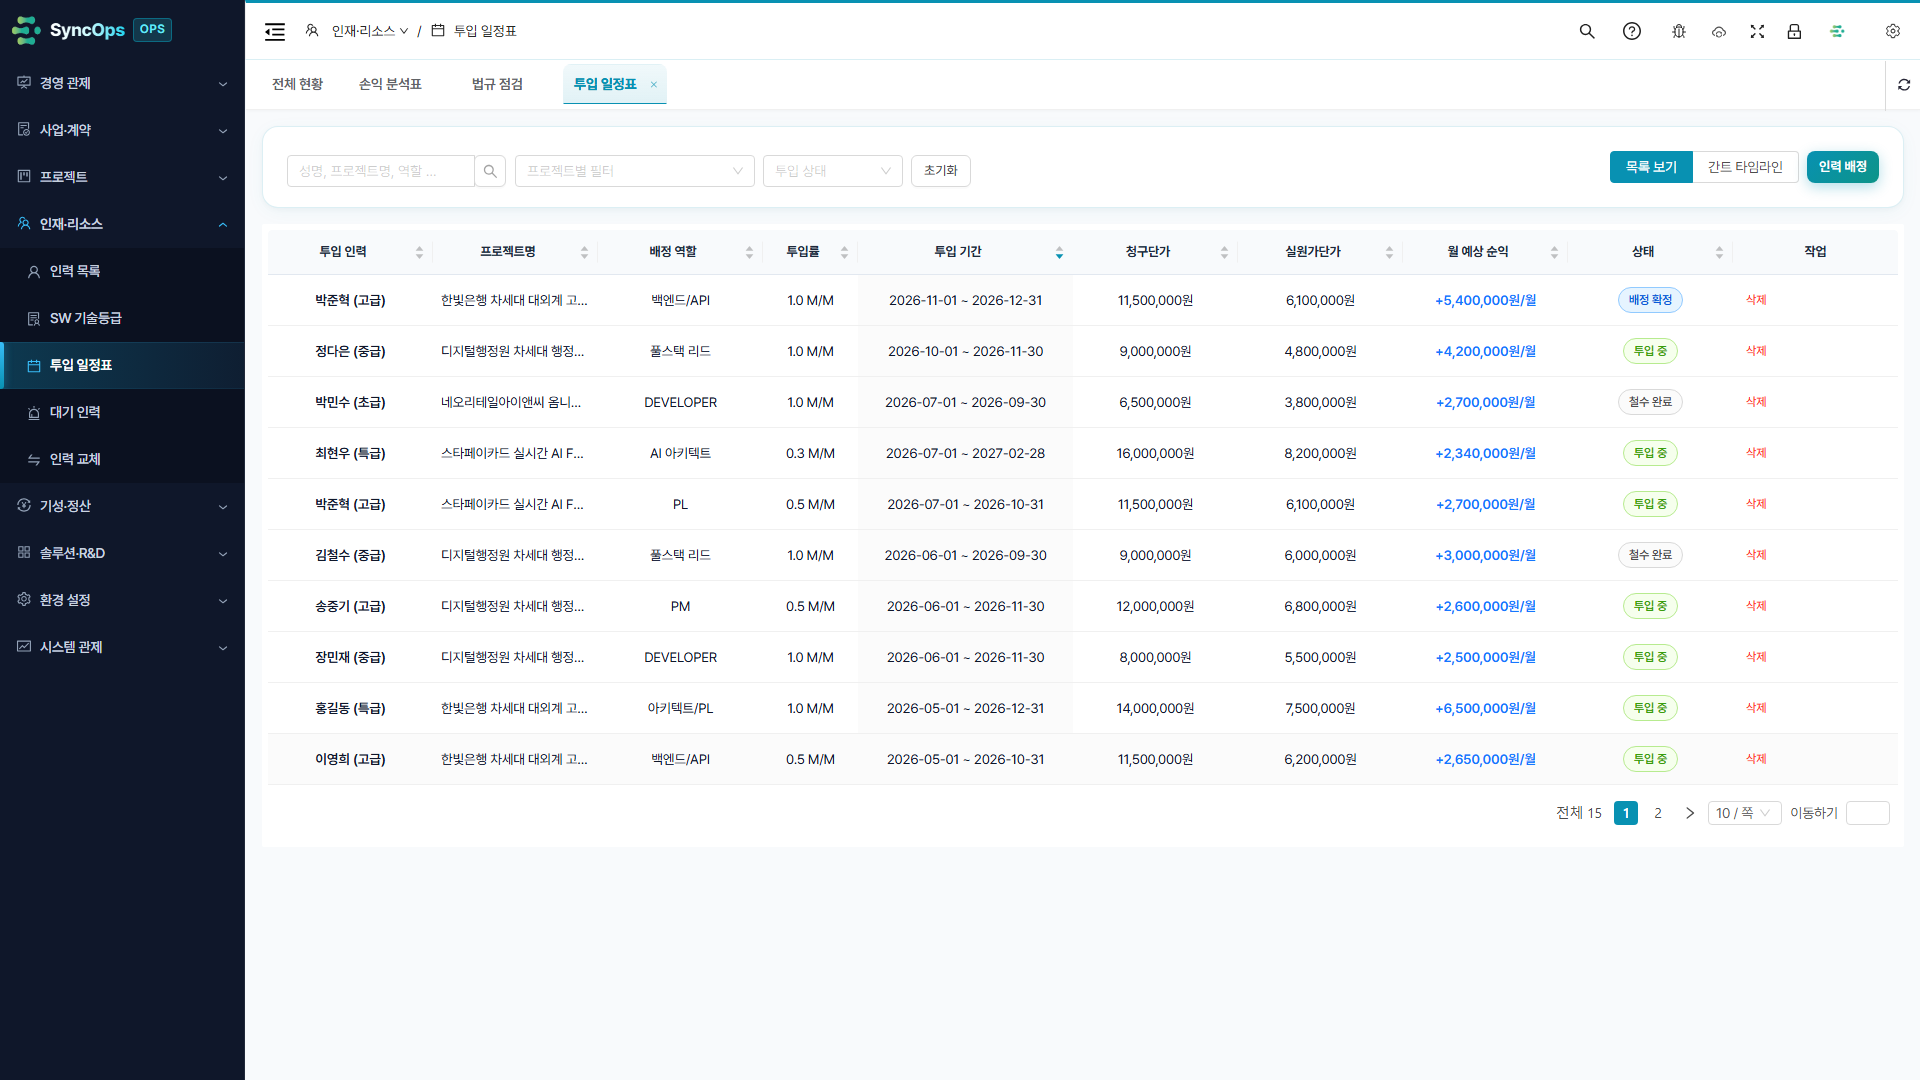 SyncOps OPS
경영 관제
사업·계약
프로젝트
인재·리소스
인력 목록
SW 기술등급
투입 일정표
대기 인력
인력 교체
기성·정산
솔루션·R&D
환경 설정
시스템 관제
인재·리소스 / 투입 일정표
전체 현황 손익 분석표 법규 점검 투입 일정표 ×
성명, 프로젝트명, 역할 ... 프로젝트별 필터 투입 상태 초기화 목록 보기 간트 타임라인 인력 배정
투입 인력 프로젝트명 배정 역할 투입률 투입 기간 청구단가 실원가단가 월 예상 순익 상태 작업
박준혁 (고급) 한빛은행 차세대 대외계 고... 백엔드/API 1.0 M/M 2026-11-01 ~ 2026-12-31 11,500,000원 6,100,000원 +5,400,000원/월 배정 확정 삭제
정다은 (중급) 디지털행정원 차세대 행정... 풀스택 리드 1.0 M/M 2026-10-01 ~ 2026-11-30 9,000,000원 4,800,000원 +4,200,000원/월 투입 중 삭제
박민수 (초급) 네오리테일아이앤씨 옴니... DEVELOPER 1.0 M/M 2026-07-01 ~ 2026-09-30 6,500,000원 3,800,000원 +2,700,000원/월 철수 완료 삭제
최현우 (특급) 스타페이카드 실시간 AI F... AI 아키텍트 0.3 M/M 2026-07-01 ~ 2027-02-28 16,000,000원 8,200,000원 +2,340,000원/월 투입 중 삭제
박준혁 (고급) 스타페이카드 실시간 AI F... PL 0.5 M/M 2026-07-01 ~ 2026-10-31 11,500,000원 6,100,000원 +2,700,000원/월 투입 중 삭제
김철수 (중급) 디지털행정원 차세대 행정... 풀스택 리드 1.0 M/M 2026-06-01 ~ 2026-09-30 9,000,000원 6,000,000원 +3,000,000원/월 철수 완료 삭제
송중기 (고급) 디지털행정원 차세대 행정... PM 0.5 M/M 2026-06-01 ~ 2026-11-30 12,000,000원 6,800,000원 +2,600,000원/월 투입 중 삭제
장민재 (중급) 디지털행정원 차세대 행정... DEVELOPER 1.0 M/M 2026-06-01 ~ 2026-11-30 8,000,000원 5,500,000원 +2,500,000원/월 투입 중 삭제
홍길동 (특급) 한빛은행 차세대 대외계 고... 아키텍트/PL 1.0 M/M 2026-05-01 ~ 2026-12-31 14,000,000원 7,500,000원 +6,500,000원/월 투입 중 삭제
이영희 (고급) 한빛은행 차세대 대외계 고... 백엔드/API 0.5 M/M 2026-05-01 ~ 2026-10-31 11,500,000원 6,200,000원 +2,650,000원/월 투입 중 삭제
전체 15 1 2 10 / 쪽 이동하기